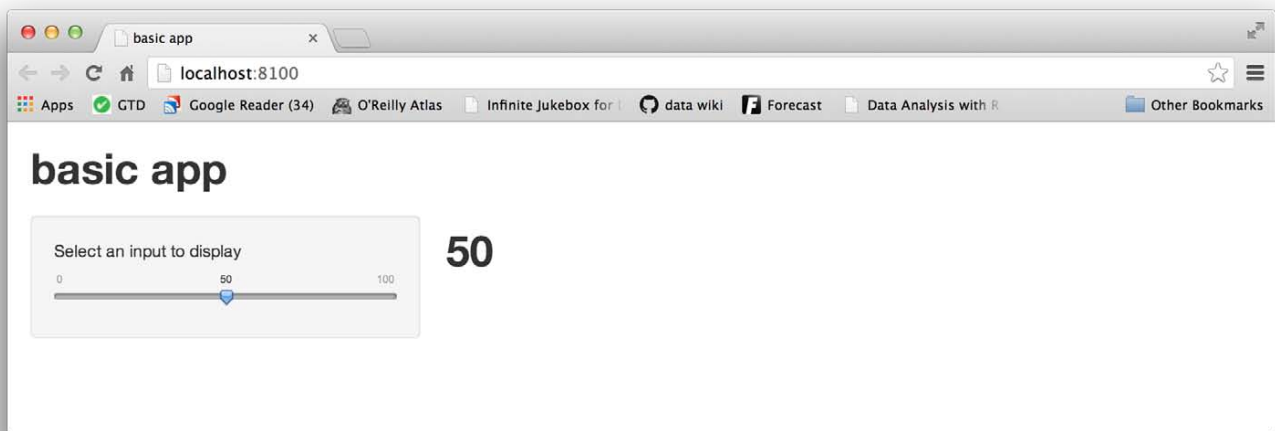 basic app
localhost:8100
Apps GTD Google Reader (34) O'Reilly Atlas Infinite Jukebox for data wiki Forecast Data Analysis with R Other Bookmarks
basic app
Select an input to display
50
0 50 100